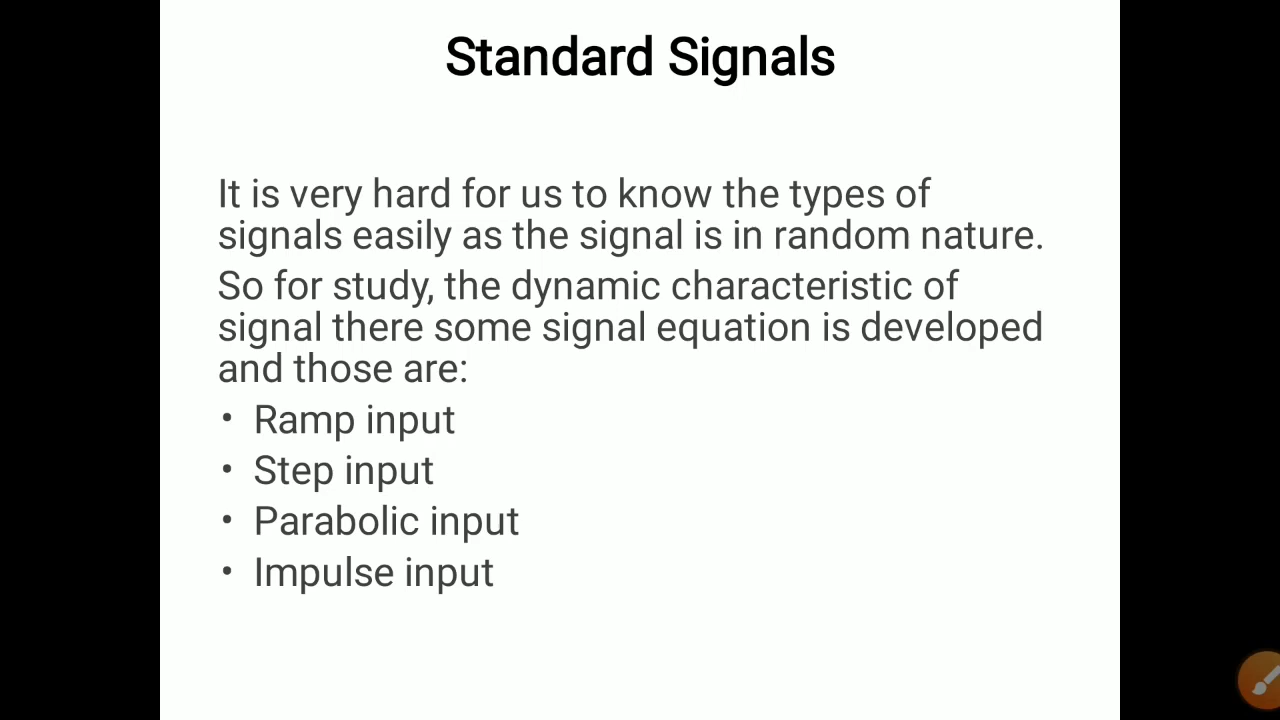 Standard Signals
It is very hard for us to know the types of
signals easily as the signal is in random nature.
So for study, the dynamic characteristic of
signal there some signal equation is developed
and those are:
• Ramp input
• Step input
• Parabolic input
• Impulse input